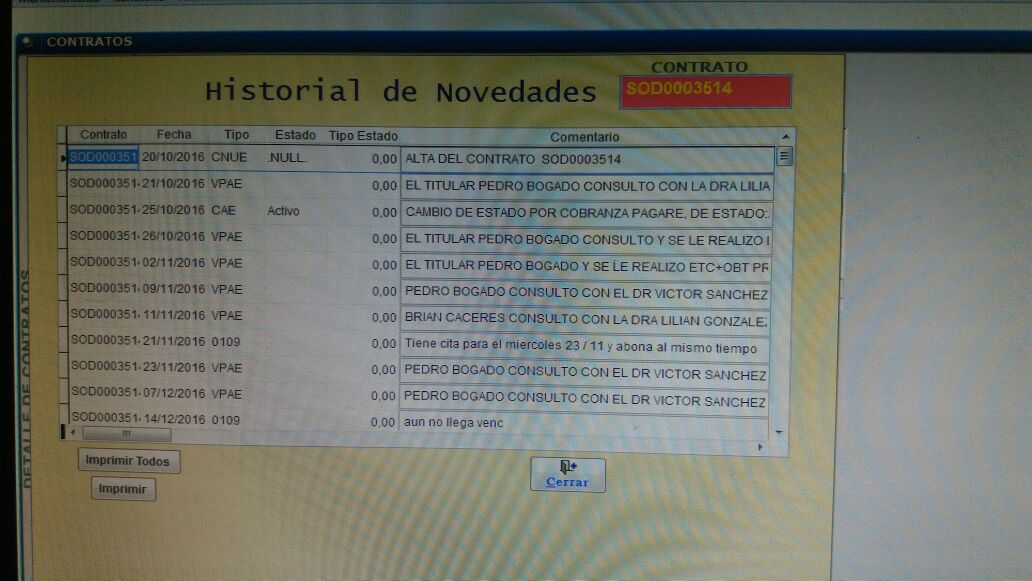 CONTRATOS
CONTRATO
Historial de Novedades SOD0003514
Contrato Fecha Tipo Estado Tipo Estado Comentario
SOD000351 20/10/2016 CNUE .NULL. 0,00 ALTA DEL CONTRATO SOD0003514
SOD000351 21/10/2016 VPAE 0,00 EL TITULAR PEDRO BOGADO CONSULTO CON LA DRA LILIA
SOD000351 25/10/2016 CAE Activo 0,00 CAMBIO DE ESTADO POR COBRANZA PAGARE, DE ESTADO:
SOD000351 26/10/2016 VPAE 0,00 EL TITULAR PEDRO BOGADO CONSULTO Y SE LE REALIZO
SOD000351 02/11/2016 VPAE 0,00 EL TITULAR PEDRO BOGADO Y SE LE REALIZO ETC+OBT PR
SOD000351 09/11/2016 VPAE 0,00 PEDRO BOGADO CONSULTO CON EL DR VICTOR SANCHEZ
SOD000351 11/11/2016 VPAE 0,00 BRIAN CACERES CONSULTO CON LA DRA LILIAN GONZALEZ
SOD000351 21/11/2016 0109 0,00 Tiene cita para el miercoles 23 / 11 y abona al mismo tiempo
SOD000351 23/11/2016 VPAE 0,00 PEDRO BOGADO CONSULTO CON EL DR VICTOR SANCHEZ
SOD000351 07/12/2016 VPAE 0,00 PEDRO BOGADO CONSULTO CON EL DR VICTOR SANCHEZ
SOD000351 14/12/2016 0109 0,00 aun no llega venc
DETALLE DE CONTRATOS
Imprimir Todos
Imprimir
Cerrar